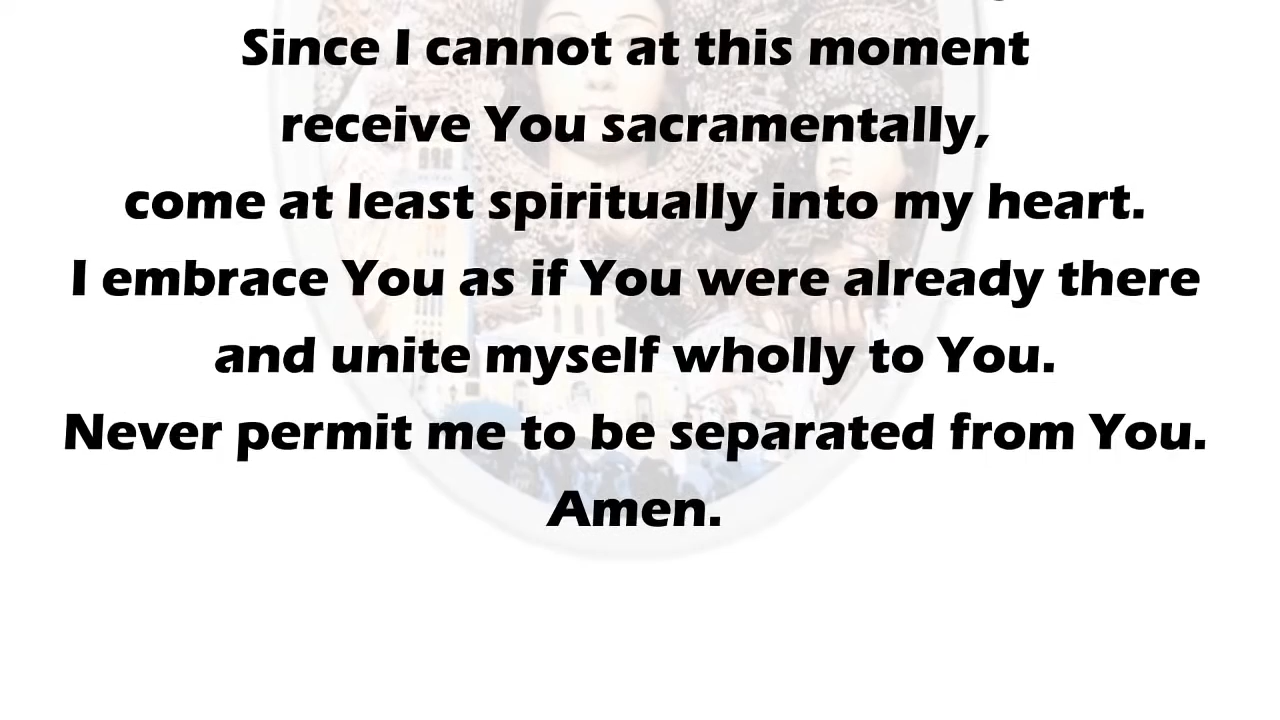 Since I cannot at this moment
receive You sacramentally,
come at least spiritually into my heart.
I embrace You as if You were already there
and unite myself wholly to You.
Never permit me to be separated from You.
Amen.